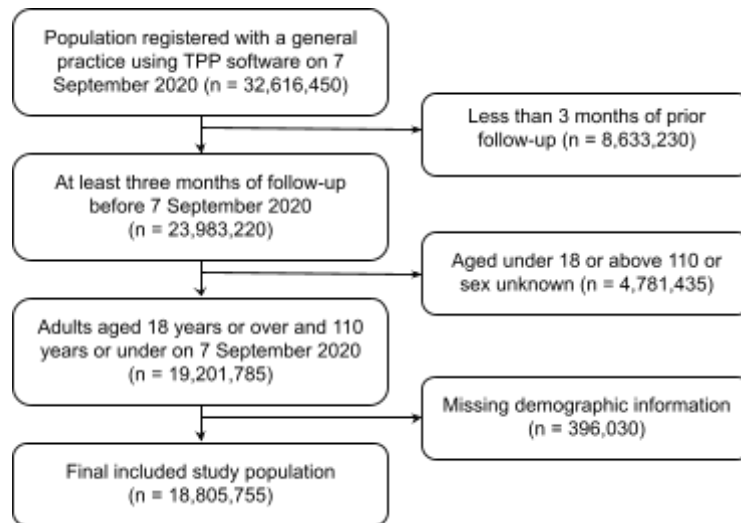 Population registered with a general
practice using TPP software on 7
September 2020 (n = 32,616,450)
Less than 3 months of prior
follow-up (n = 8,633,230)
At least three months of follow-up
before 7 September 2020
(n = 23,983,220)
Aged under 18 or above 110 or
sex unknown (n = 4,781,435)
Adults aged 18 years or over and 110
years or under on 7 September 2020
(n = 19,201,785)
Missing demographic information
(n = 396,030)
Final included study population
(n = 18,805,755)